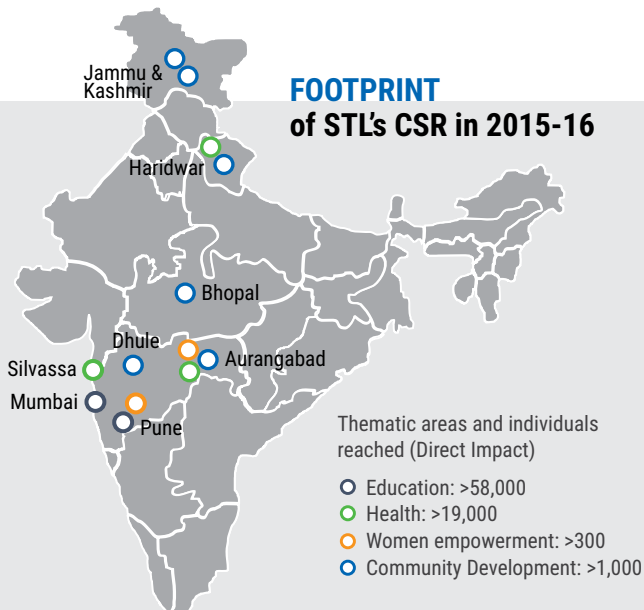 FOOTPRINT
of STL's CSR in 2015-16
Jammu &
Kashmir
Haridwar
Bhopal
Dhule
Aurangabad
Silvassa
Mumbai
Pune
Thematic areas and individuals
reached (Direct Impact)
Education: >58,000
Health: >19,000
Women empowerment: >300
Community Development: >1,000